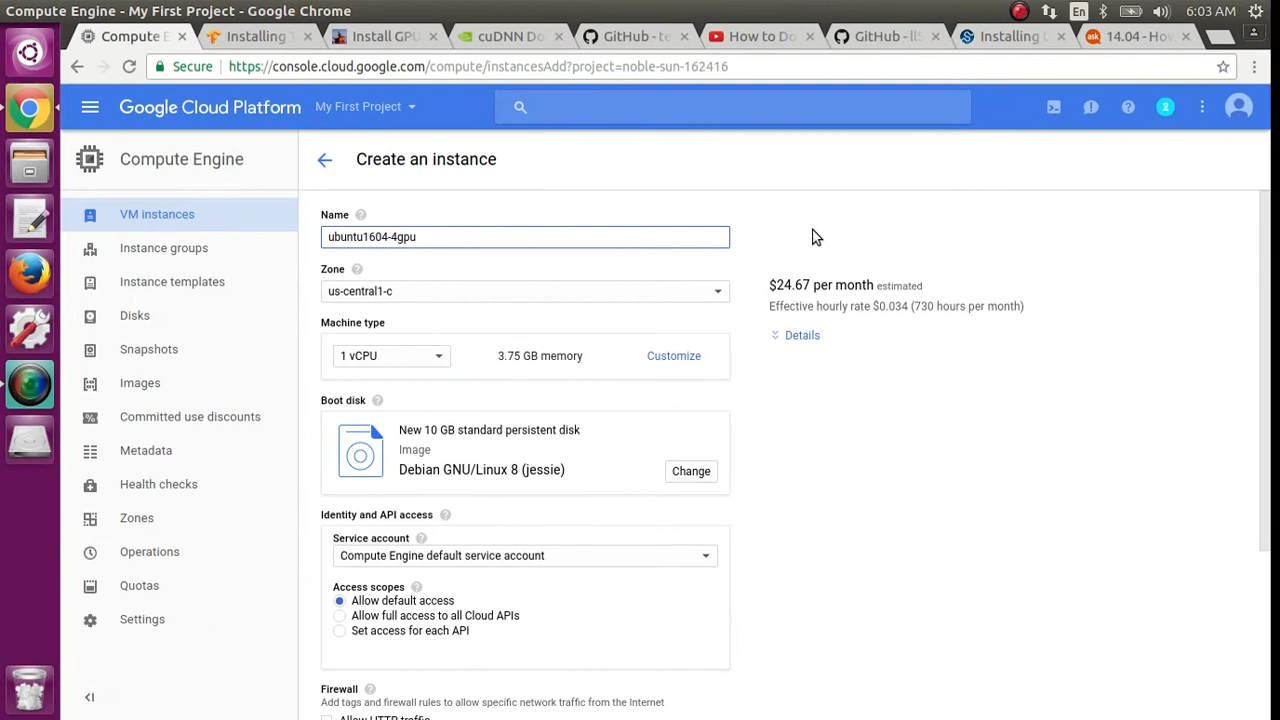 Compute Engine - My First Project - Google Chrome
En
6:03 AM
Compute E
Installing T
Install GPU
cuDNN Do
GitHub - te
How to Do
Installing t
ask
14.04 - Hov
Secure
https://console.cloud.google.com/compute/instancesAdd?project=noble-sun-162416
Google Cloud Platform
My First Project
2
Compute Engine
Create an instance
VM instances
Instance groups
Instance templates
Disks
Snapshots
Images
Committed use discounts
Metadata
Health checks
Zones
Operations
Quotas
Settings
Name
ubuntu1604-4gpu
Zone
us-central1-c
Machine type
1 vCPU
3.75 GB memory
Customize
Boot disk
New 10 GB standard persistent disk
Image
Debian GNU/Linux 8 (jessie)
Change
Identity and API access
Service account
Compute Engine default service account
Access scopes
Allow default access
Allow full access to all Cloud APIs
Set access for each API
Firewall
Add tags and firewall rules to allow specific network traffic from the Internet
Allow HTTP traffic
$24.67 per month estimated
Effective hourly rate $0.034 (730 hours per month)
Details